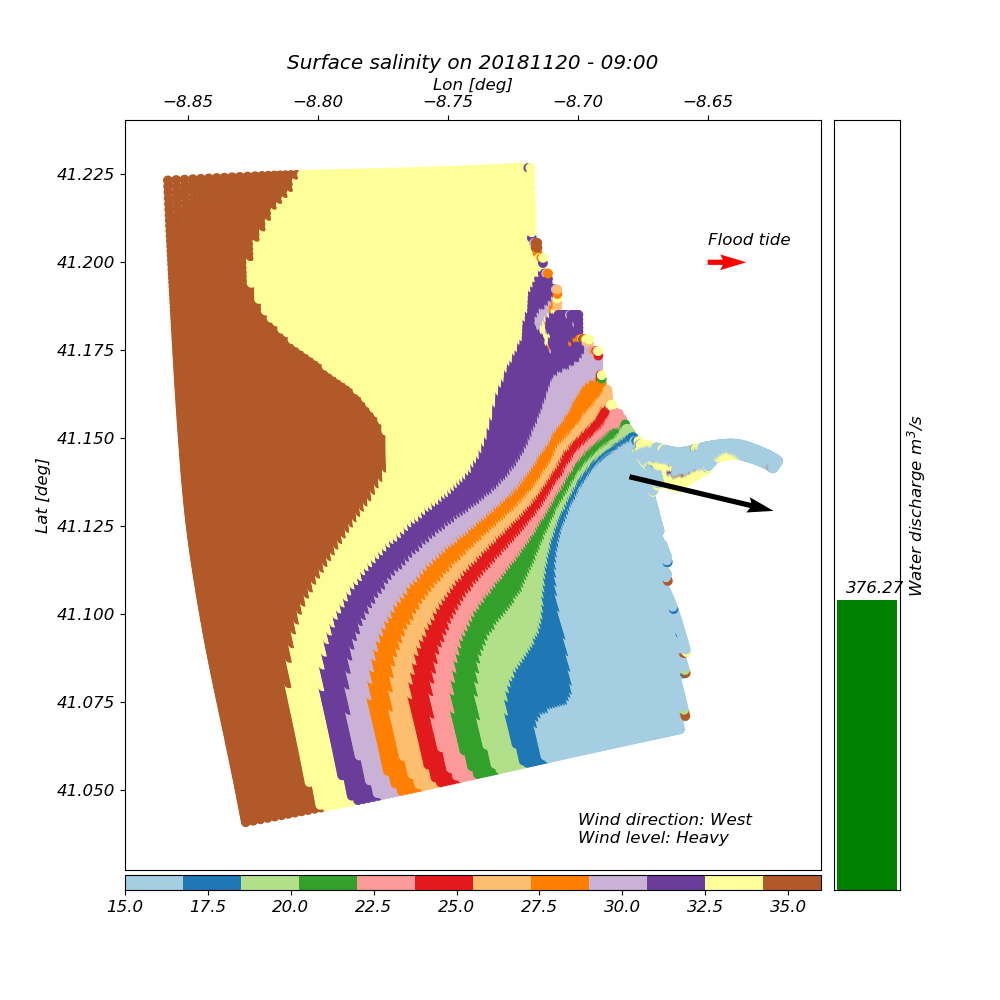 Surface salinity on 20181120 - 09:00
Lon [deg]
−8.85 −8.80 −8.75 −8.70 −8.65
41.225
41.200
41.175
41.150
41.125
41.100
41.075
41.050
Lat [deg]
Flood tide
Wind direction: West
Wind level: Heavy
376.27
Water discharge m³/s
15.0 17.5 20.0 22.5 25.0 27.5 30.0 32.5 35.0